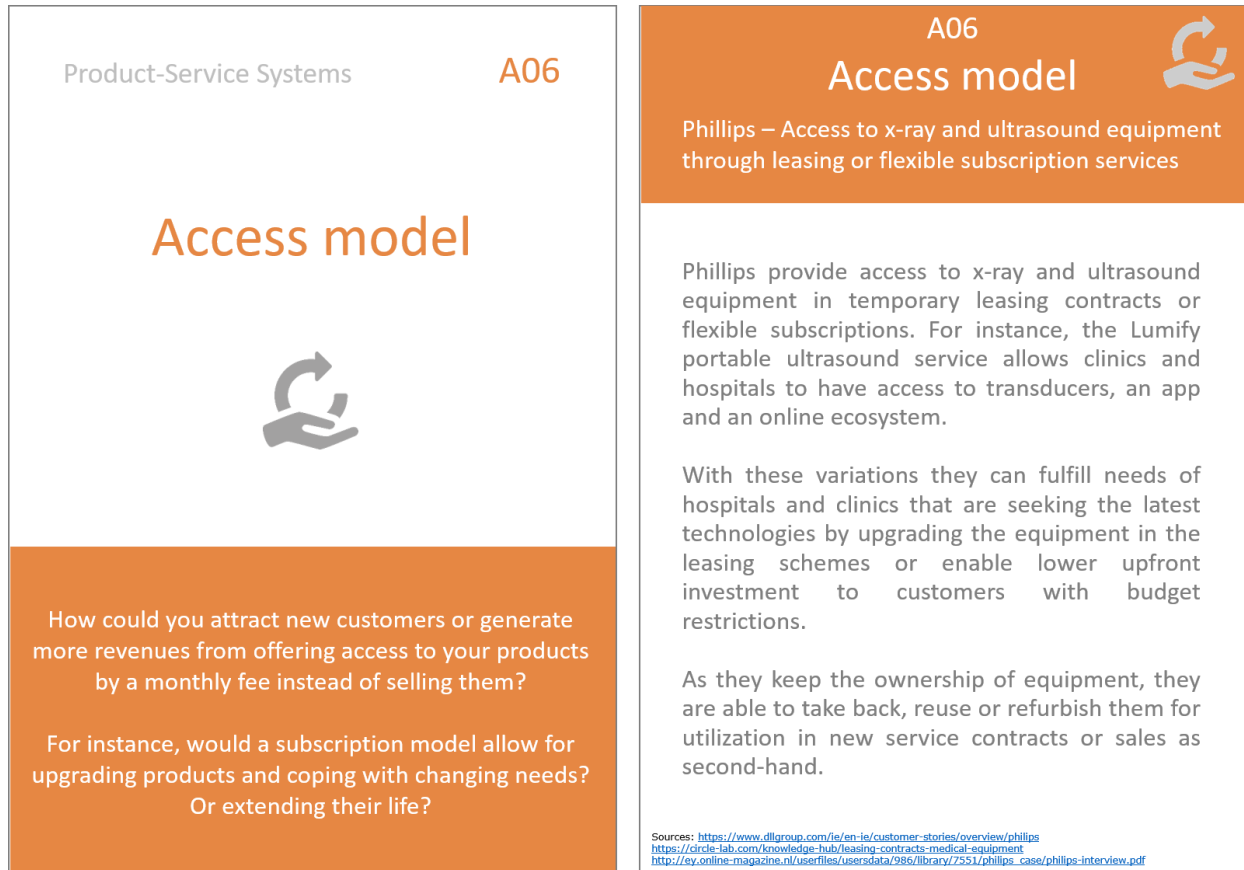 Product-Service Systems
A06
Access model
How could you attract new customers or generate
more revenues from offering access to your products
by a monthly fee instead of selling them?
For instance, would a subscription model allow for
upgrading products and coping with changing needs?
Or extending their life?
A06
Access model
Phillips – Access to x-ray and ultrasound equipment
through leasing or flexible subscription services
Phillips provide access to x-ray and ultrasound
equipment in temporary leasing contracts or
flexible subscriptions. For instance, the Lumify
portable ultrasound service allows clinics and
hospitals to have access to transducers, an app
and an online ecosystem.
With these variations they can fulfill needs of
hospitals and clinics that are seeking the latest
technologies by upgrading the equipment in the
leasing schemes or enable lower upfront
investment to customers with budget
restrictions.
As they keep the ownership of equipment, they
are able to take back, reuse or refurbish them for
utilization in new service contracts or sales as
second-hand.
Sources: https://www.dllgroup.com/ie/en-ie/customer-stories/overview/philips
https://circle-lab.com/knowledge-hub/leasing-contracts-medical-equipment
http://ey.online-magazine.nl/userfiles/usersdata/986/library/7551/philips_case/philips-interview.pdf